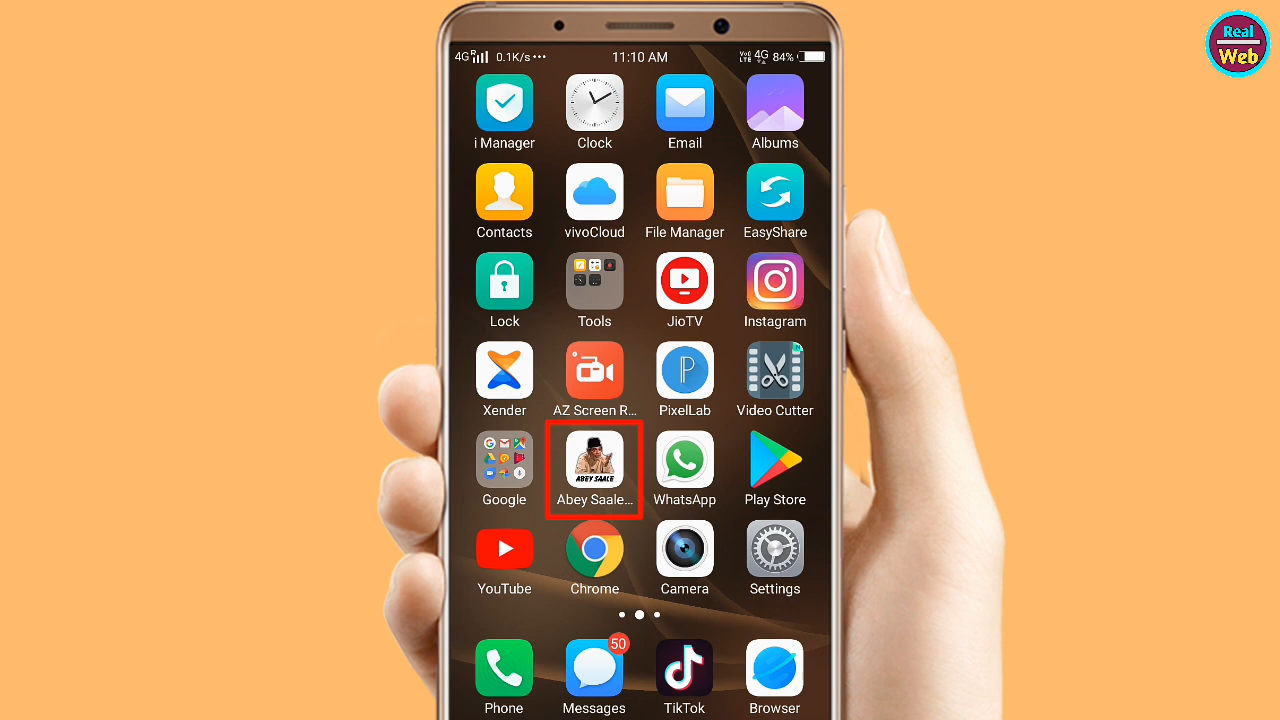 Real
Web
4G R 0.1K/s ••• 11:10 AM VoD LTE 4G 84%
i Manager Clock Email Albums
Contacts vivoCloud File Manager EasyShare
Lock Tools JioTV Instagram
Xender AZ Screen R... PixelLab Video Cutter
ABEY SAALE
Google Abey Saale... WhatsApp Play Store
YouTube Chrome Camera Settings
50
Phone Messages TikTok Browser